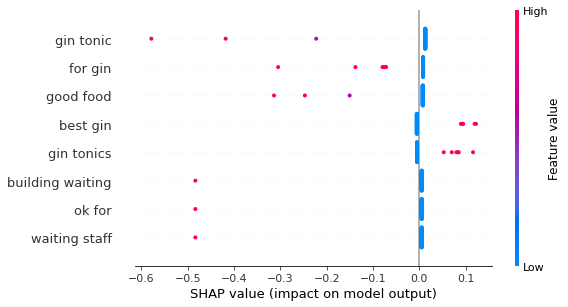 High
gin tonic
for gin
good food
best gin
gin tonics
building waiting
ok for
waiting staff
Feature value
Low
−0.6 −0.5 −0.4 −0.3 −0.2 −0.1 0.0 0.1
SHAP value (impact on model output)